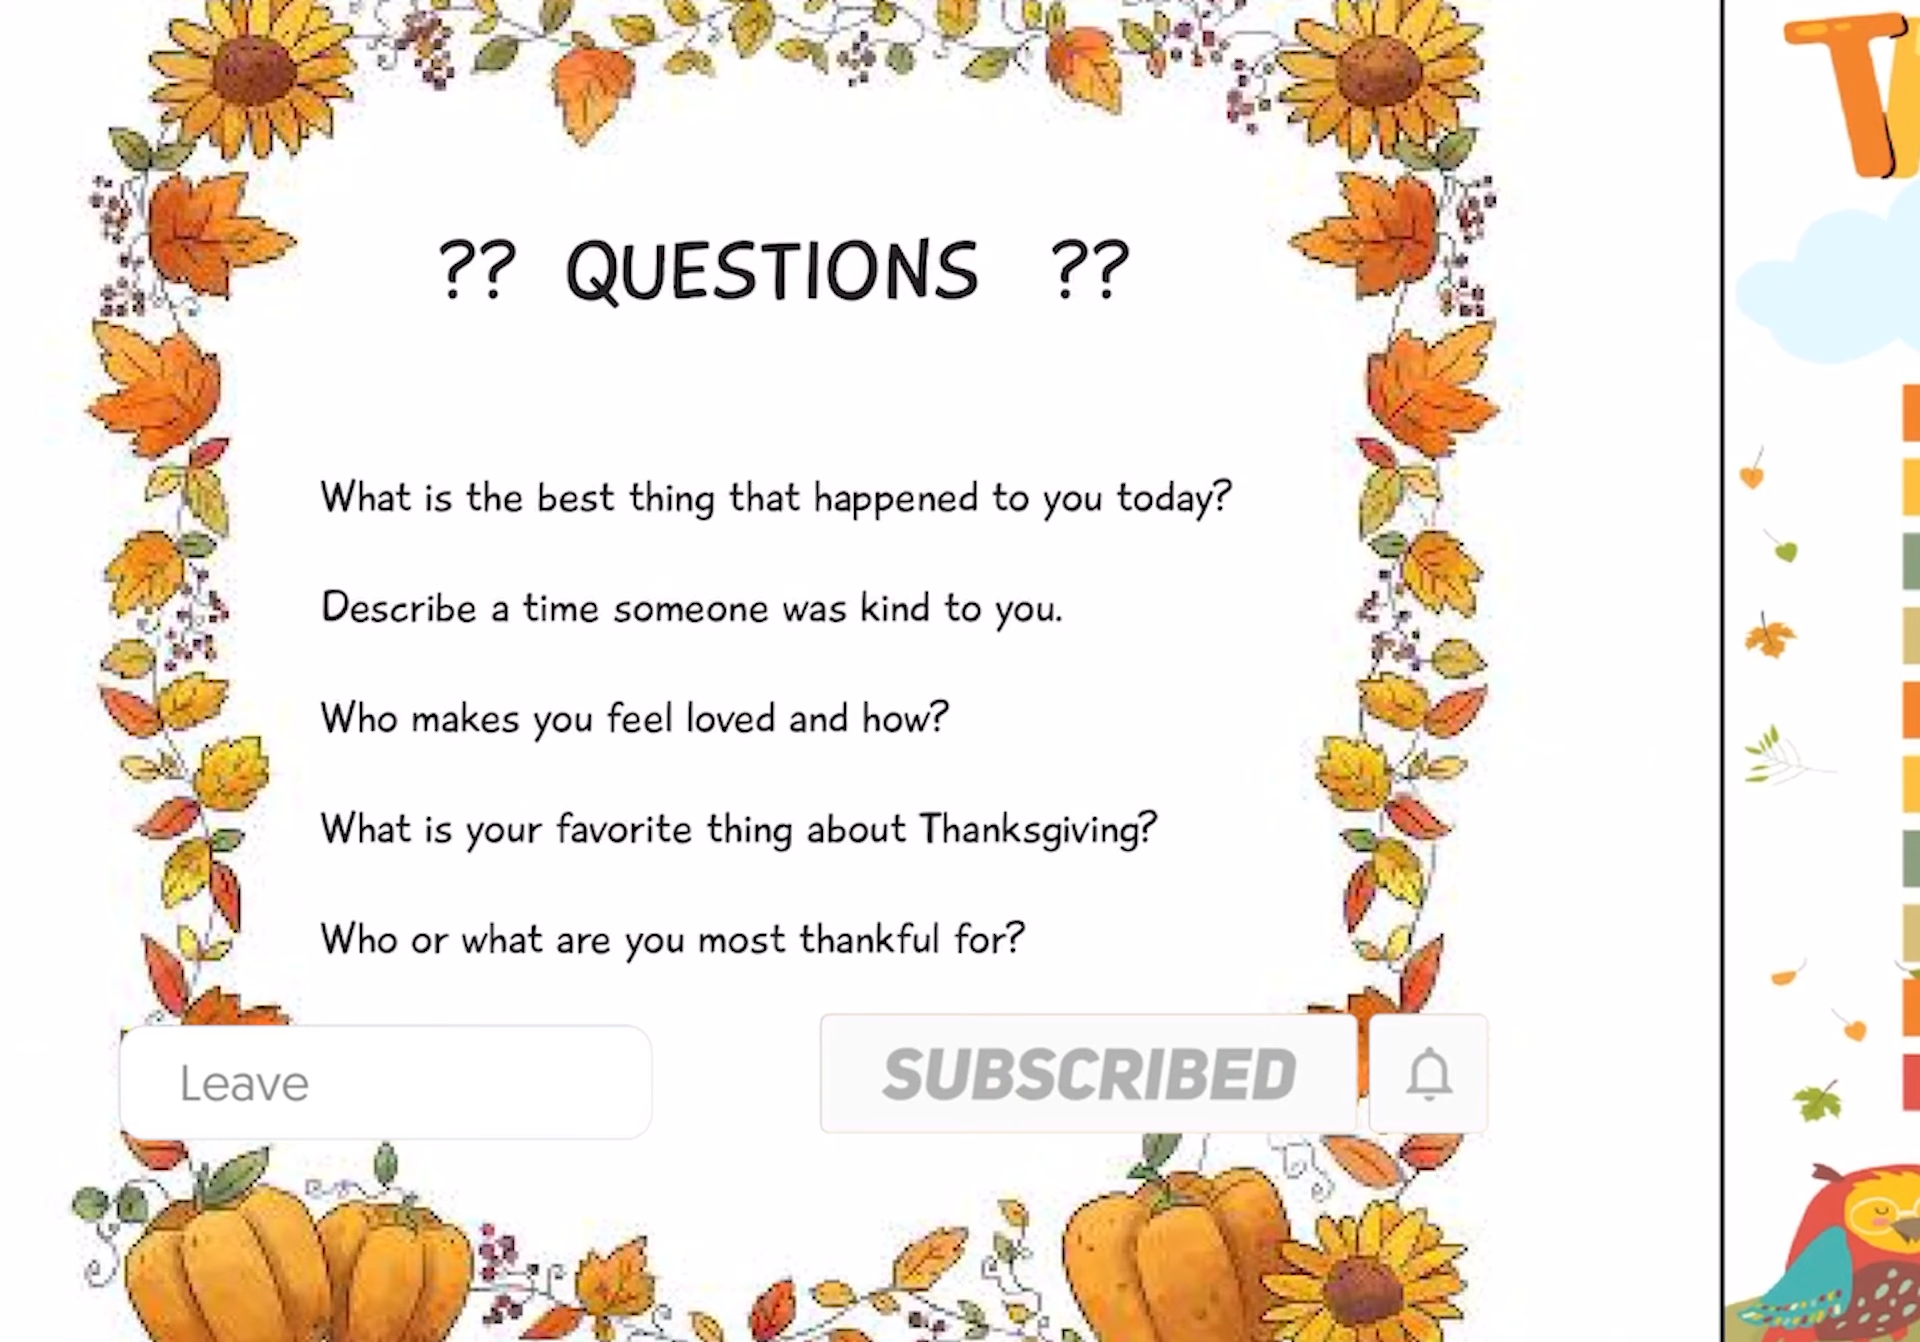 ?? QUESTIONS ??
What is the best thing that happened to you today?
Describe a time someone was kind to you.
Who makes you feel loved and how?
What is your favorite thing about Thanksgiving?
Who or what are you most thankful for?
Leave
SUBSCRIBED
T